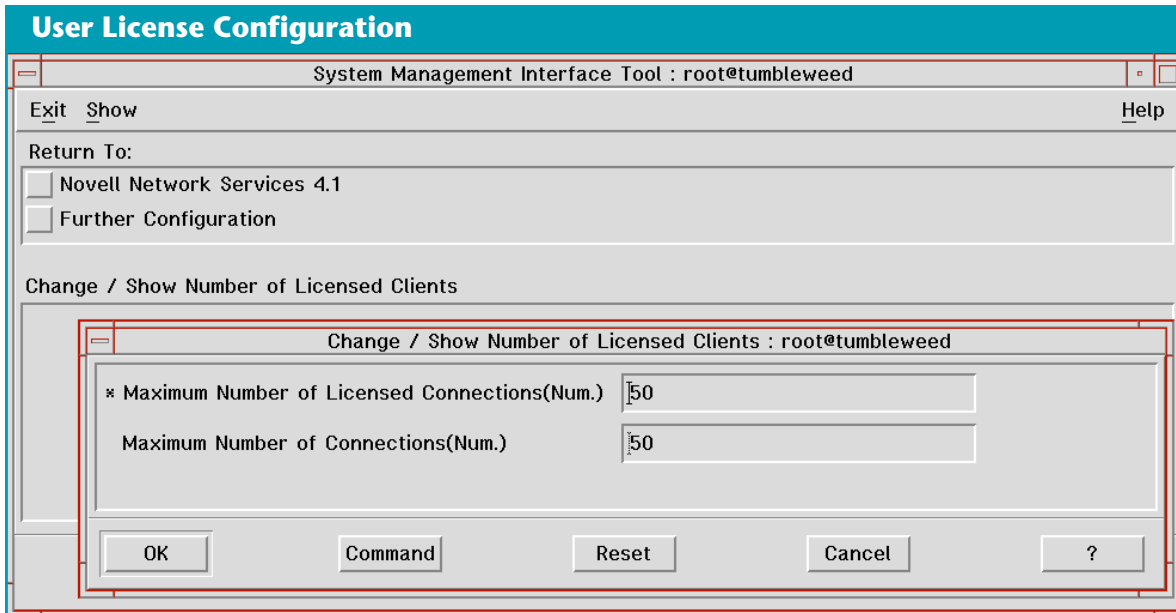 User License Configuration
System Management Interface Tool : root@tumbleweed
Exit Show Help
Return To:
Novell Network Services 4.1
Further Configuration
Change / Show Number of Licensed Clients
Change / Show Number of Licensed Clients : root@tumbleweed
* Maximum Number of Licensed Connections(Num.) 50
Maximum Number of Connections(Num.) 50
OK Command Reset Cancel ?